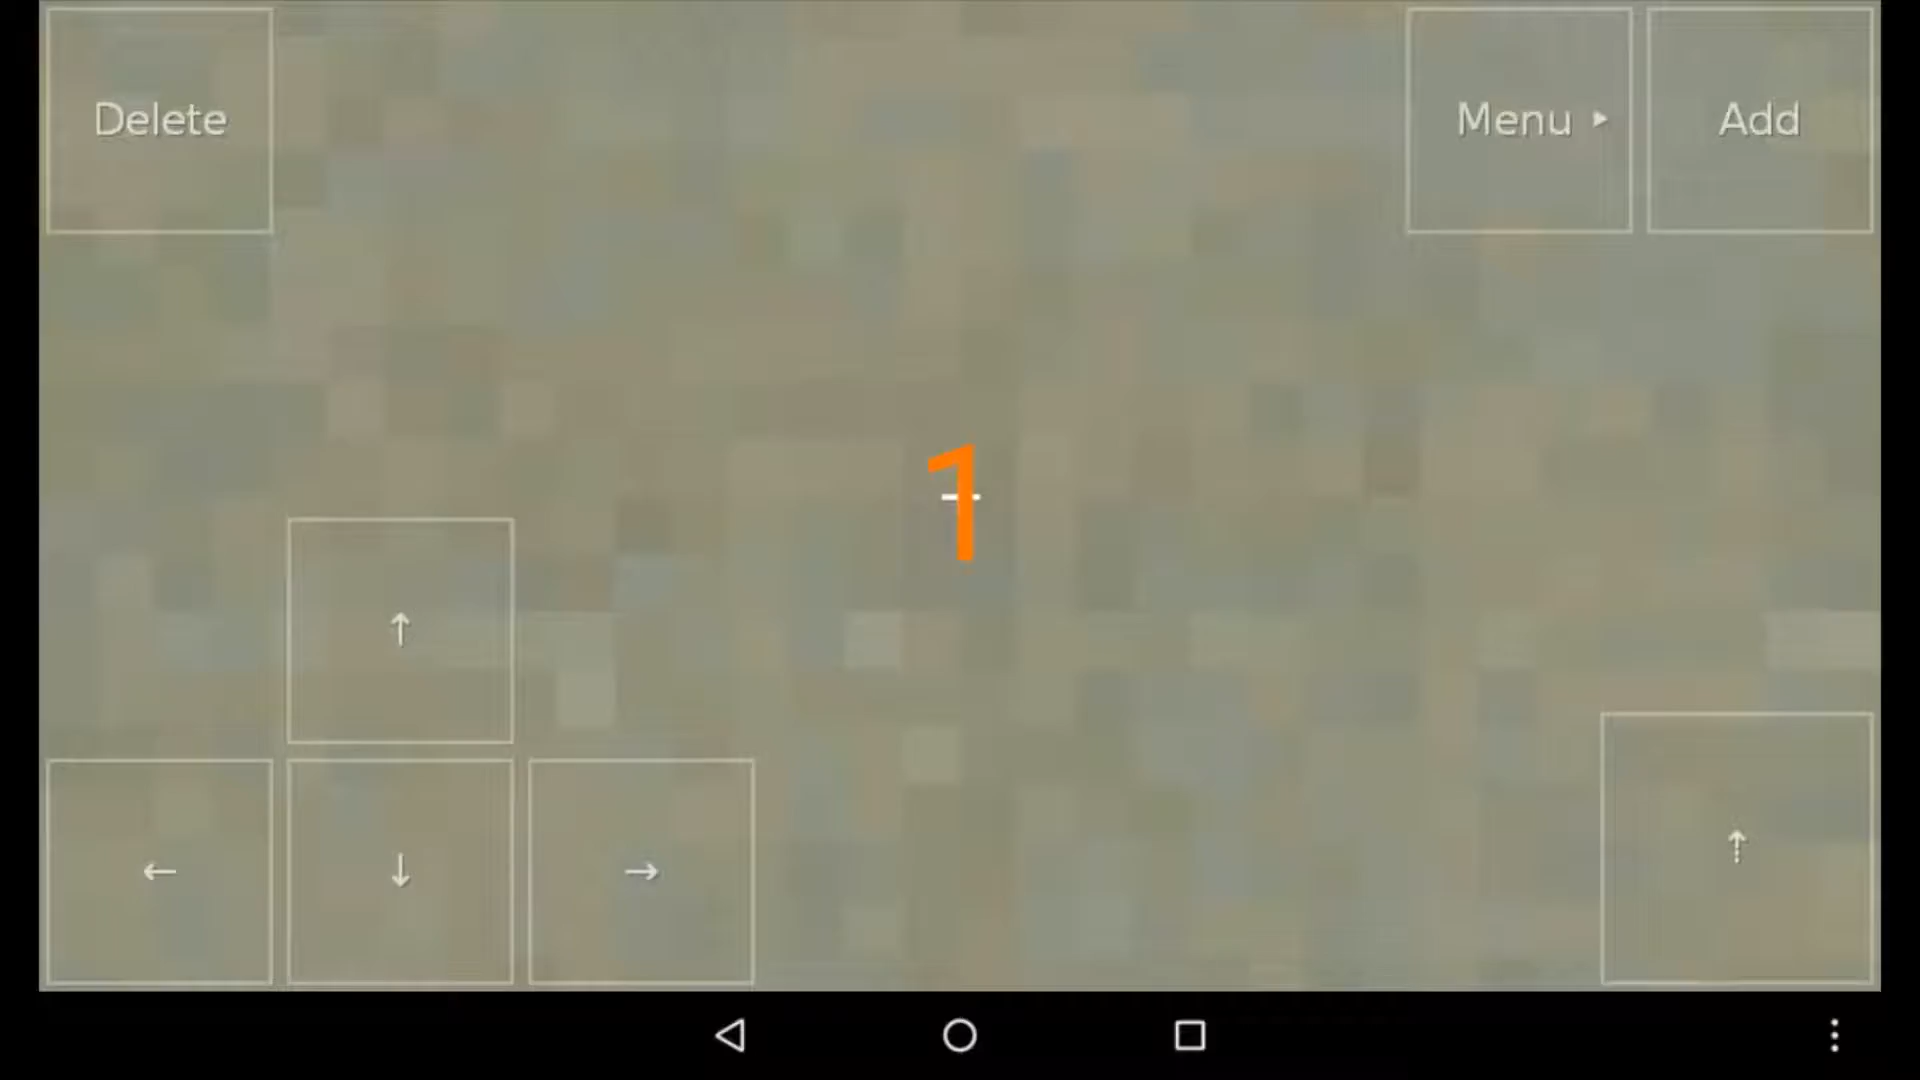 Delete
Menu ▸
Add
1
↑
← ↓ →
⇡